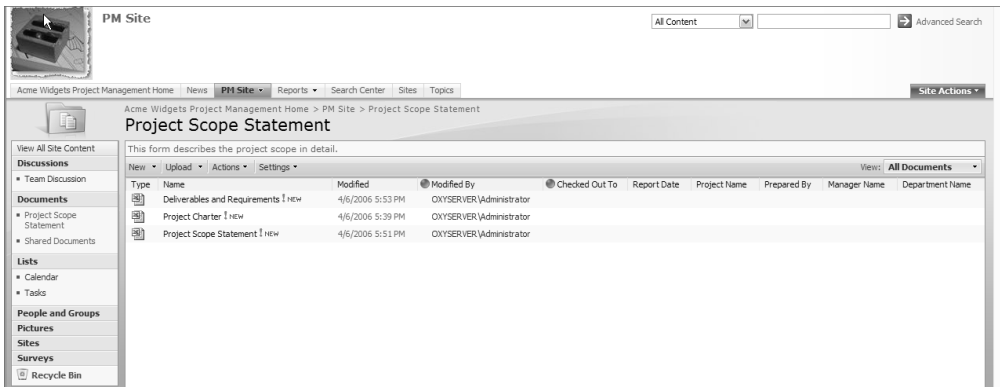 PM Site
All Content
Advanced Search
Acme Widgets Project Management Home News PM Site Reports Search Center Sites Topics Site Actions
Acme Widgets Project Management Home > PM Site > Project Scope Statement
Project Scope Statement
View All Site Content
This form describes the project scope in detail.
Discussions
Team Discussion
Documents
Project Scope
Statement
Shared Documents
Lists
Calendar
Tasks
People and Groups
Pictures
Sites
Surveys
Recycle Bin
New Upload Actions Settings View: All Documents
Type Name Modified Modified By Checked Out To Report Date Project Name Prepared By Manager Name Department Name
Deliverables and Requirements ! NEW 4/6/2006 5:53 PM OXYSERVER\Administrator
Project Charter ! NEW 4/6/2006 5:39 PM OXYSERVER\Administrator
Project Scope Statement ! NEW 4/6/2006 5:51 PM OXYSERVER\Administrator